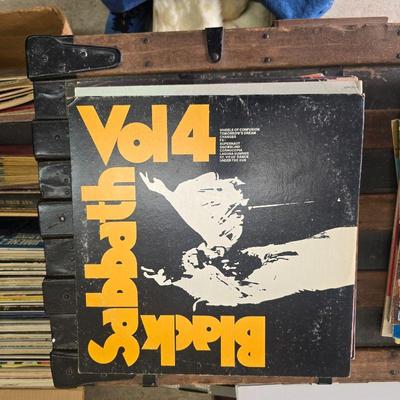 Black
Sabbath
Vol 4
WHEELS OF CONFUSION
TOMORROW'S DREAM
CHANGES
FX
SUPERNAUT
SNOWBLIND
CORNUCOPIA
LAGUNA SUNRISE
ST. VITUS' DANCE
UNDER THE SUN